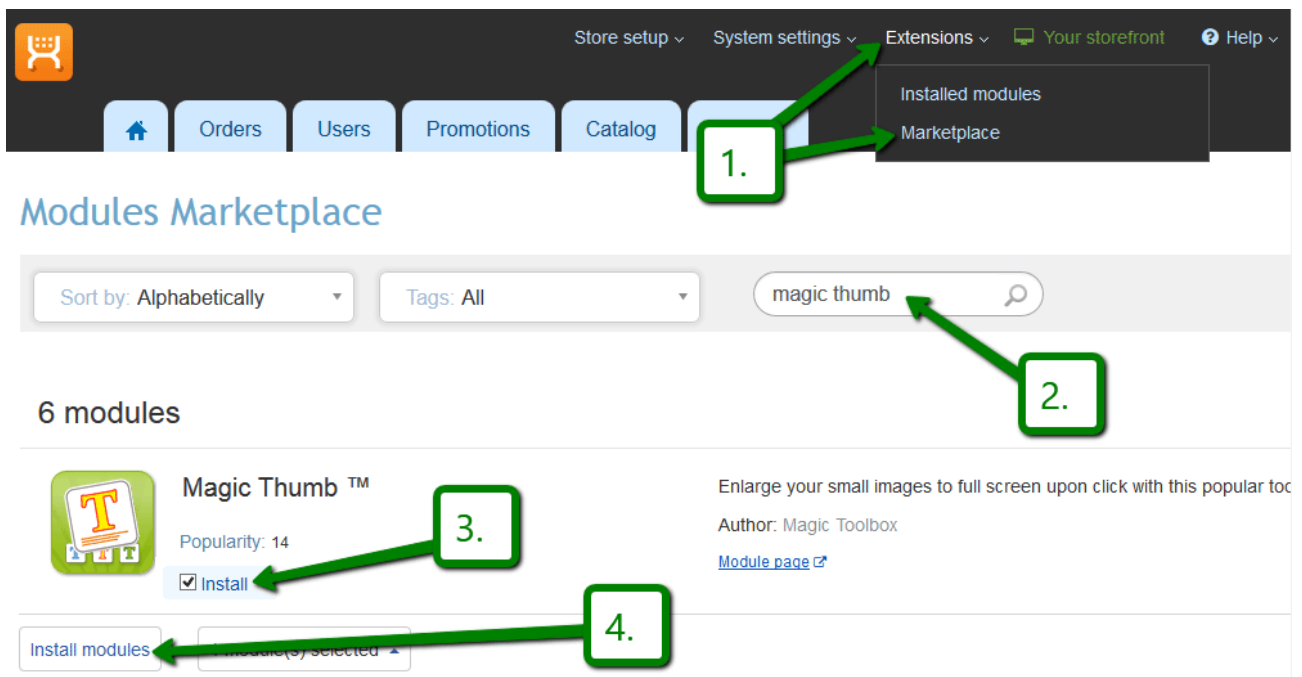 Store setup
System settings
Extensions
Your storefront
? Help
Installed modules
Marketplace
Orders
Users
Promotions
Catalog
1.
Modules Marketplace
Sort by: Alphabetically
Tags: All
magic thumb
2.
6 modules
T
T T T
Magic Thumb ™
Popularity: 14
Install
3.
Enlarge your small images to full screen upon click with this popular too
Author: Magic Toolbox
Module page
Install modules
module(s) selected
4.